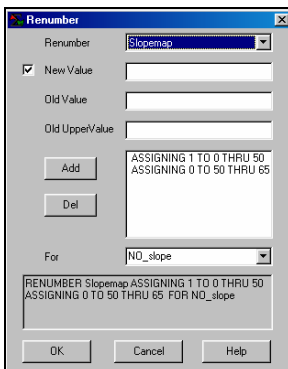 Renumber
Renumber Slopemap
New Value
Old Value
Old UpperValue
Add
ASSIGNING 1 TO 0 THRU 50
ASSIGNING 0 TO 50 THRU 65
Del
For NO_slope
RENUMBER Slopemap ASSIGNING 1 TO 0 THRU 50
ASSIGNING 0 TO 50 THRU 65 FOR NO_slope
OK Cancel Help